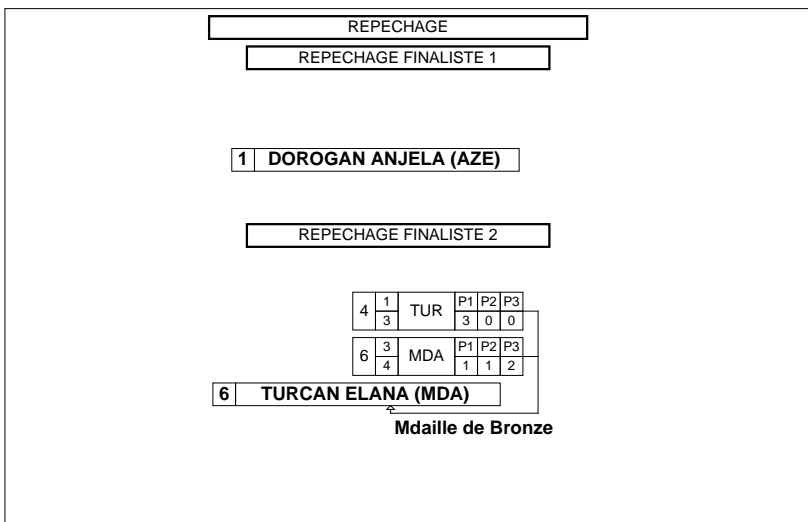 REPECHAGE
REPECHAGE FINALISTE 1
1 DOROGAN ANJELA (AZE)
REPECHAGE FINALISTE 2
4 1 3 TUR P1 P2 P3
3 0 0
6 3 4 MDA P1 P2 P3
1 1 2
6 TURCAN ELANA (MDA)
Mdaille de Bronze